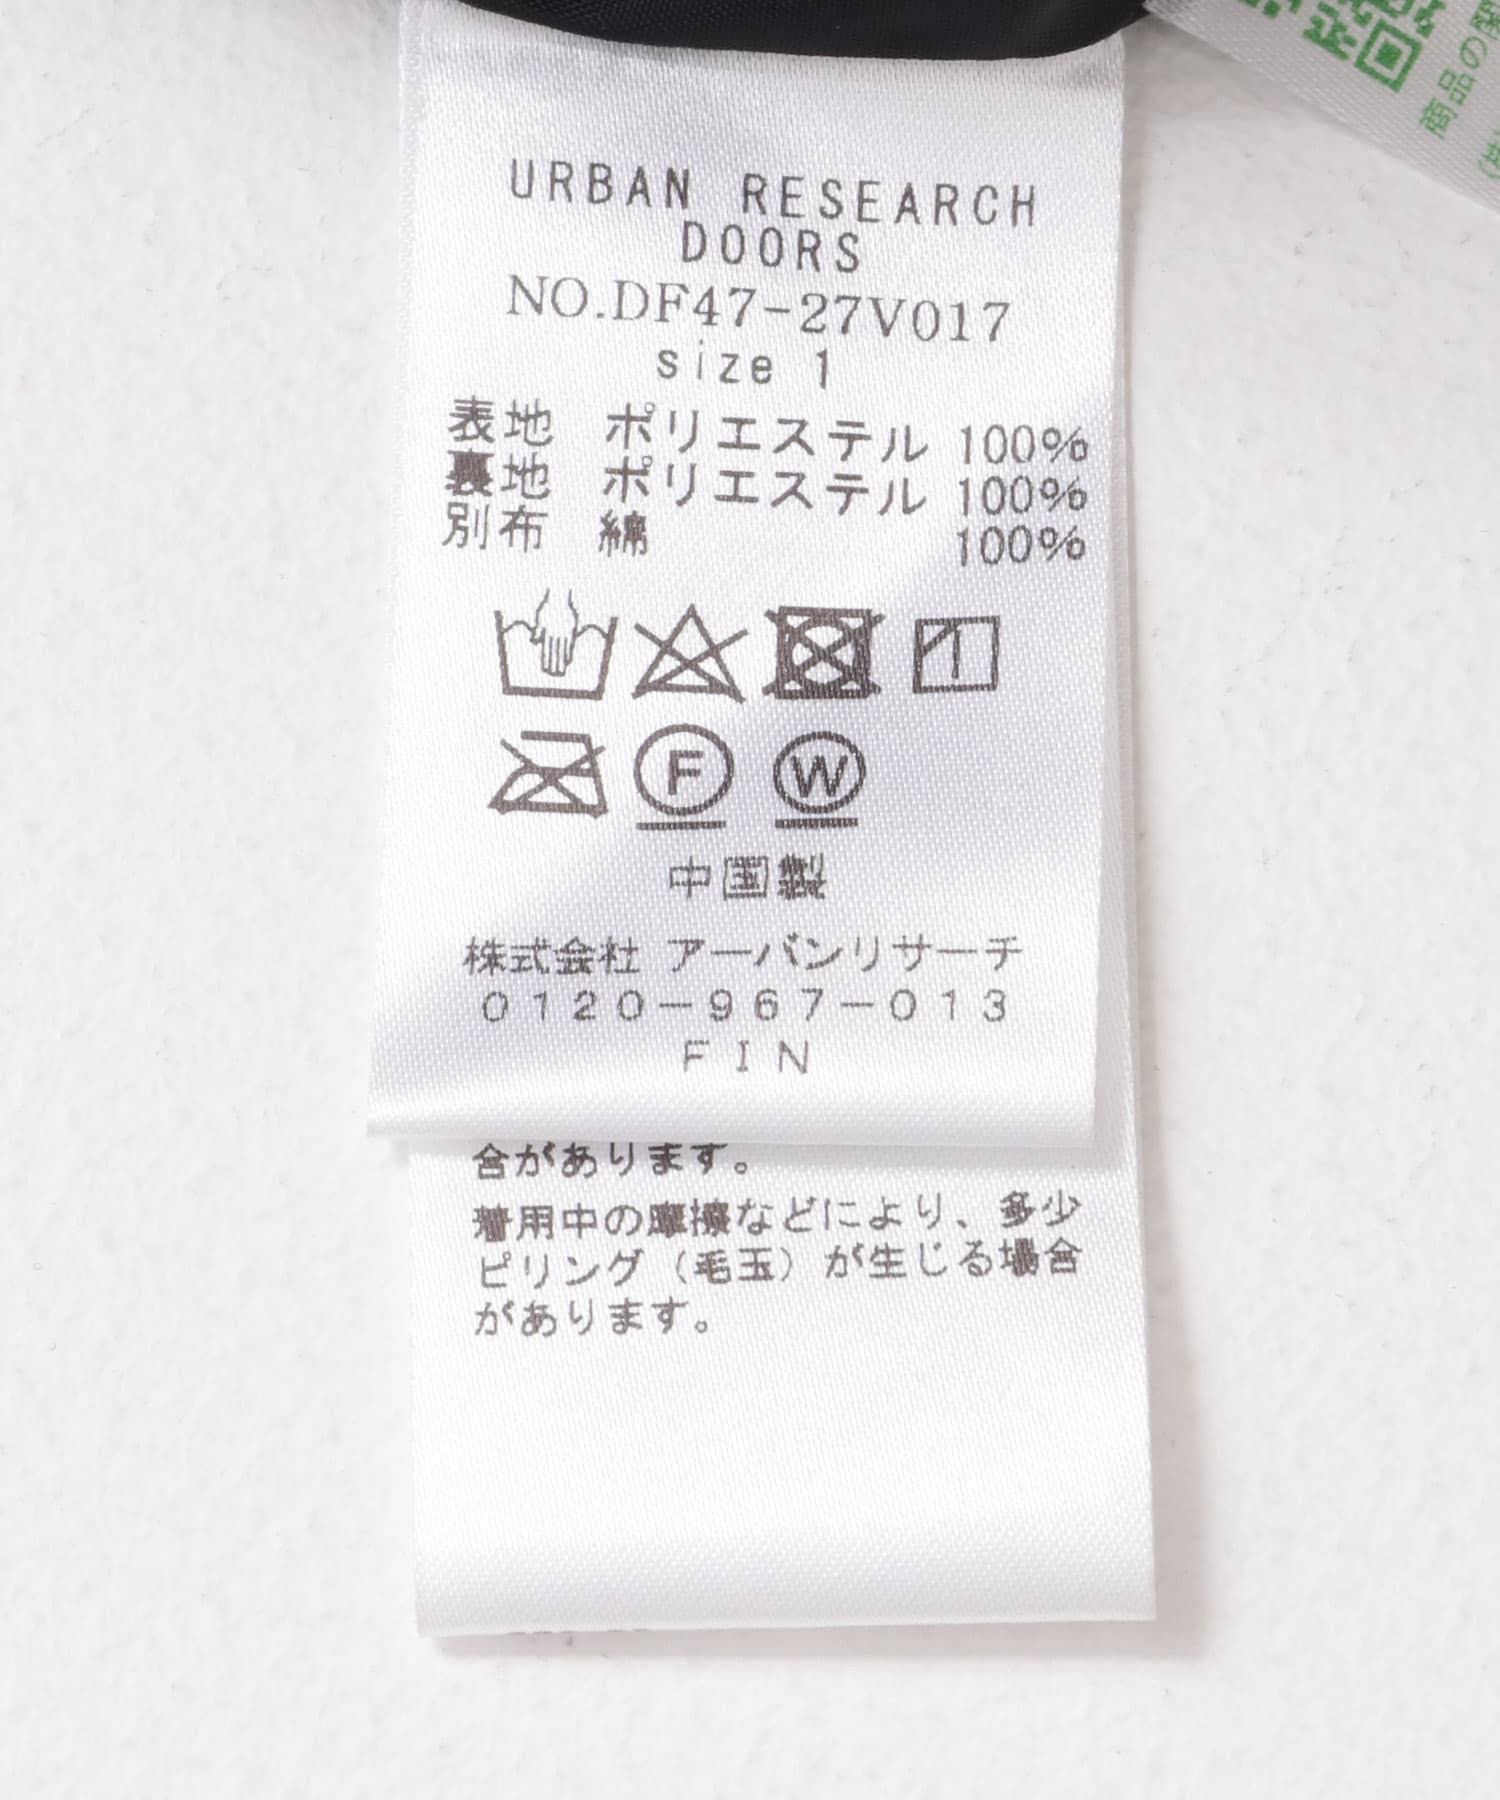 URBAN RESEARCH
DOORS
NO.DF47-27V017
size 1
表地 ポリエステル 100%
裏地 ポリエステル 100%
別布 綿 100%
F
W
中国製
株式会社 アーバンリサーチ
0120-967-013
FIN
合があります。
着用中の摩擦などにより、多少
ピリング(毛玉)が生じる場合
があります。
商品の